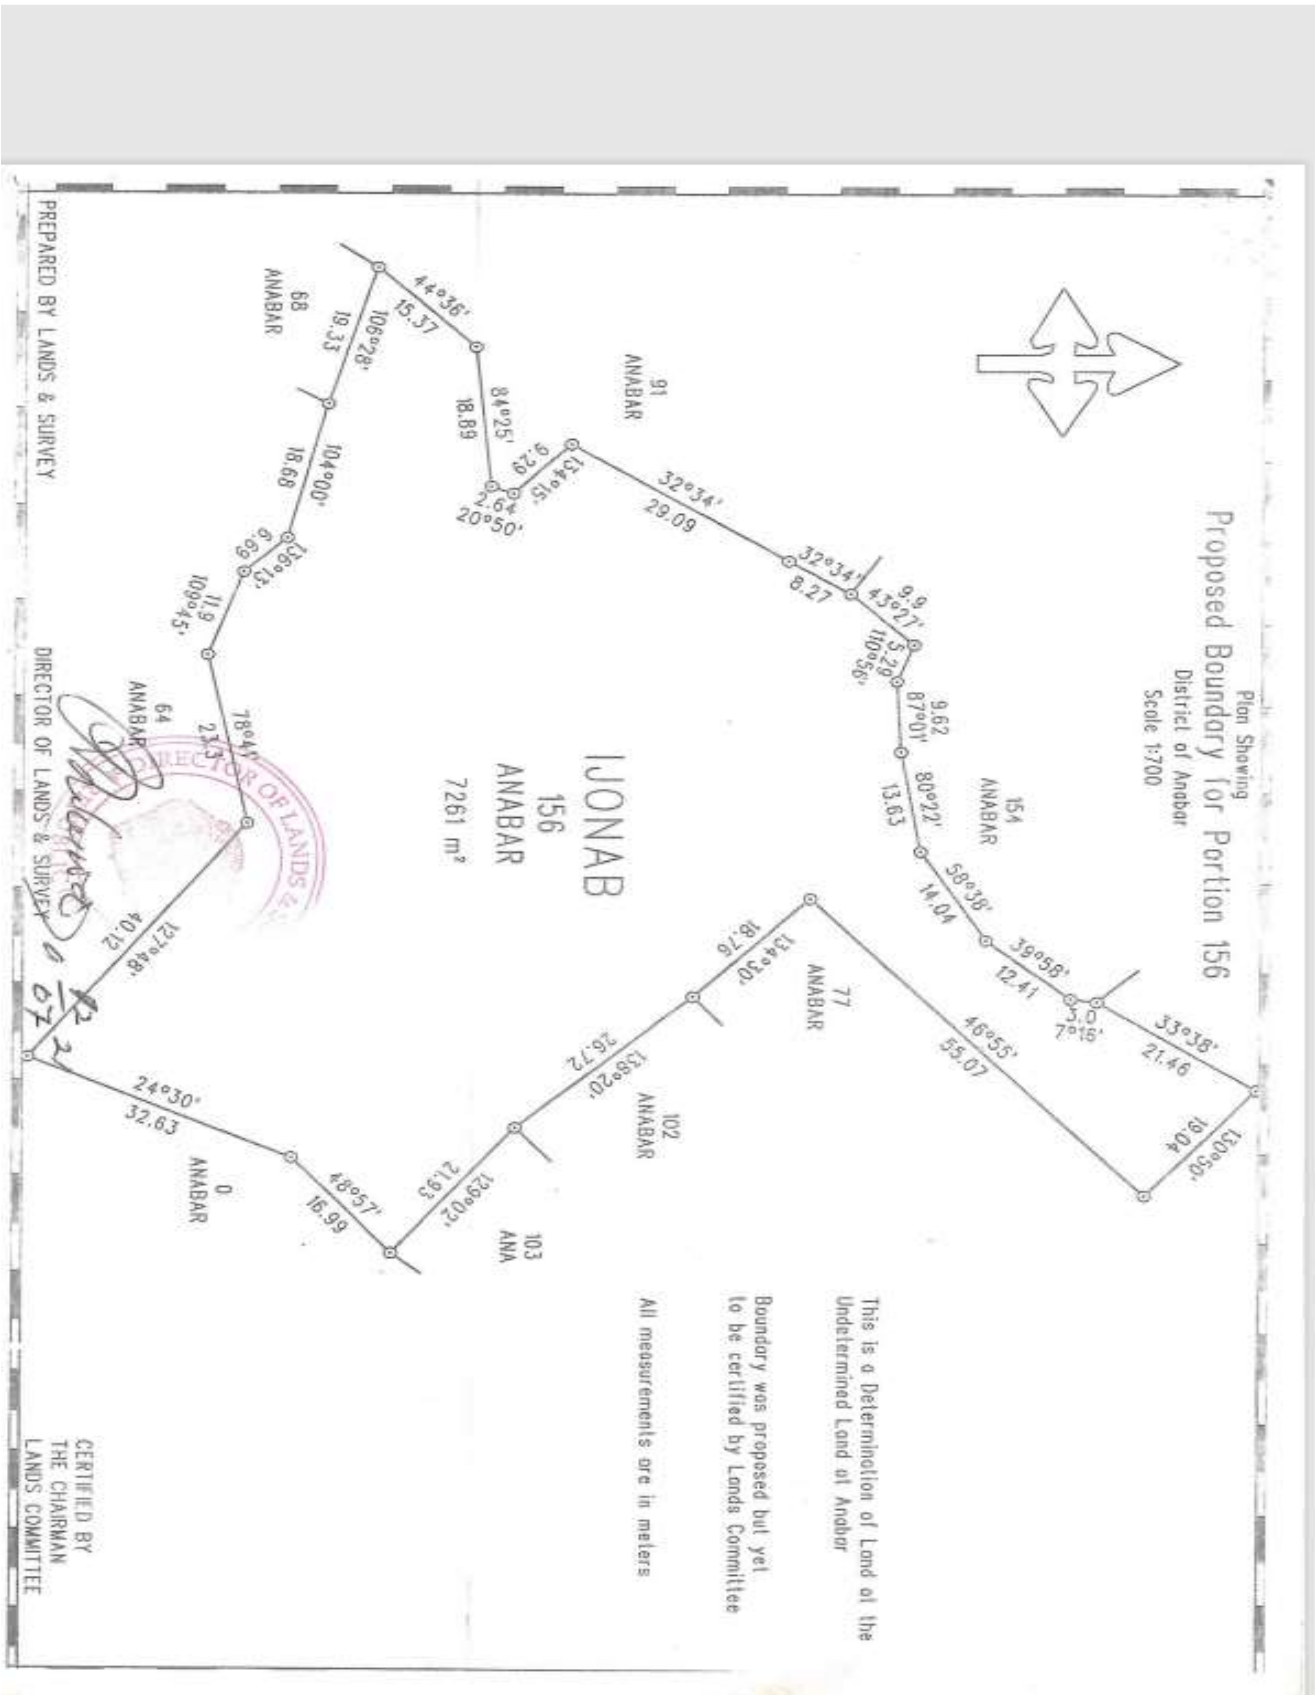 Plan Showing
Proposed Boundary for Portion 156
District of Anabar
Scale 1:700
154
ANABAR
91
ANABAR
33°38'
21.46
130°50'
19.04
39°58'
12.41
7°18'
58°38'
14.04
80°22'
13.63
9.62
87°01'
5.29
110°56'
9.9
43°27'
32°34'
8.27
32°34'
29.09
134°15'
9.29
2.64
20°50'
84°25'
18.89
44°36'
15.37
46°55'
55.07
77
ANABAR
134°30'
18.76
102
ANABAR
138°20'
26.72
103
ANA
129°02'
21.93
IJONAB
156
ANABAR
7261 m²
106°28'
19.33
68
ANABAR
104°00'
18.68
136°13'
6.69
11.9
109°45'
78°41'
23.3
64
ANABAR
127°48'
40.12
24°30'
32.63
48°57'
16.99
0
ANABAR
This is a Determination of Land at the
Undetermined Land at Anabar
Boundary was proposed but yet
to be certified by Lands Committee
All measurements are in meters
DIRECTOR OF LANDS &
PREPARED BY LANDS & SURVEY
DIRECTOR OF LANDS & SURVEY
CERTIFIED BY
THE CHAIRMAN
LANDS COMMITTEE